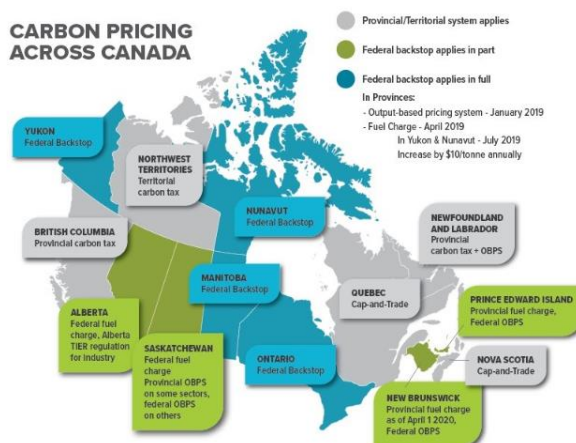 CARBON PRICING
ACROSS CANADA
Provincial/Territorial system applies
Federal backstop applies in part
Federal backstop applies in full
In Provinces:
- Output-based pricing system - January 2019
- Fuel Charge - April 2019
In Yukon & Nunavut - July 2019
Increase by $10/tonne annually
YUKON
Federal Backstop
NORTHWEST
TERRITORIES
Territorial
carbon tax
NUNAVUT
Federal Backstop
BRITISH COLUMBIA
Provincial carbon tax
NEWFOUNDLAND
AND LABRADOR
Provincial
carbon tax + OBPS
MANITOBA
Federal Backstop
QUEBEC
Cap-and-Trade
PRINCE EDWARD ISLAND
Provincial fuel charge,
Federal OBPS
ALBERTA
Federal fuel
charge, Alberta
TIER regulation
for industry
SASKATCHEWAN
Federal fuel
charge
Provincial OBPS
on some sectors,
federal OBPS
on others
ONTARIO
Federal Backstop
NOVA SCOTIA
Cap-and-Trade
NEW BRUNSWICK
Provincial fuel charge
as of April 1 2020,
Federal OBPS